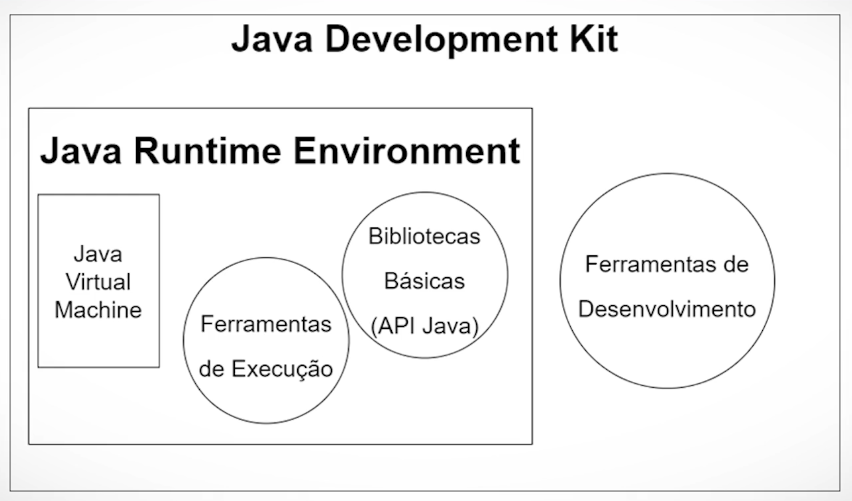 Java Development Kit
Java Runtime Environment
Java
Virtual
Machine
Ferramentas
de Execução
Bibliotecas
Básicas
(API Java)
Ferramentas de
Desenvolvimento